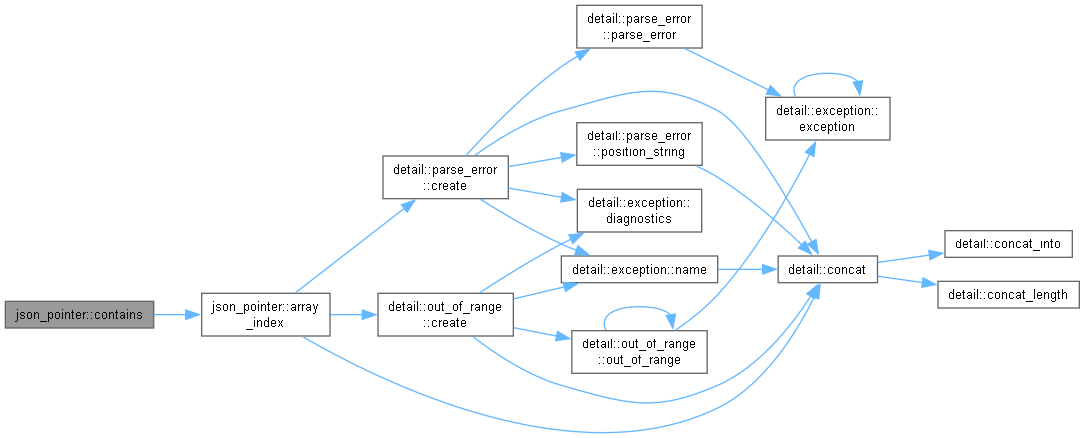 detail::parse_error
::parse_error
detail::exception::
exception
detail::parse_error
::position_string
detail::parse_error
::create
detail::exception::
diagnostics
detail::concat_into
detail::exception::name
detail::concat
detail::concat_length
json_pointer::contains
json_pointer::array
_index
detail::out_of_range
::create
detail::out_of_range
::out_of_range